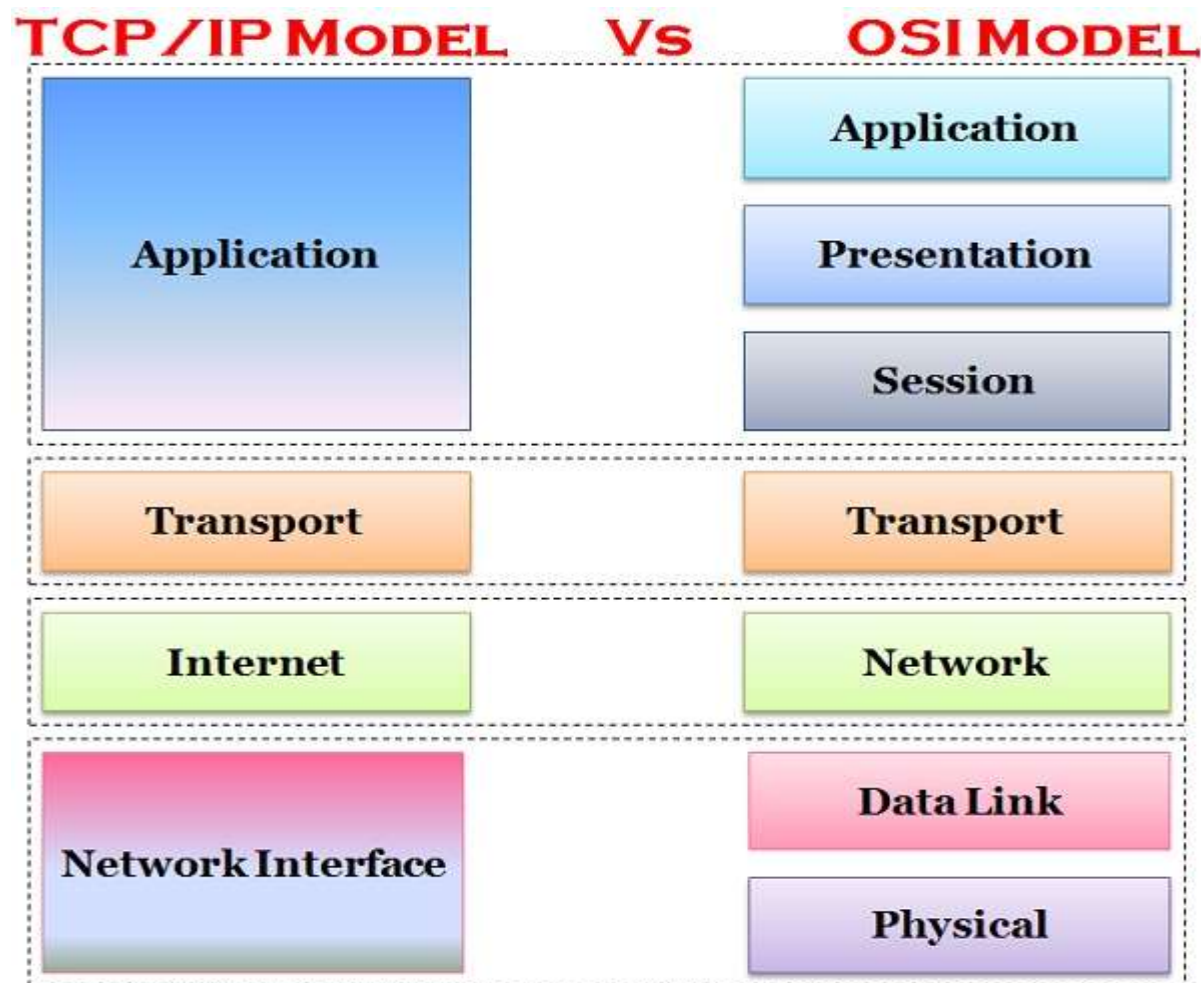 TCP/IP MODEL Vs OSI MODEL
Application
Application
Presentation
Session
Transport
Transport
Internet
Network
Network Interface
Data Link
Physical